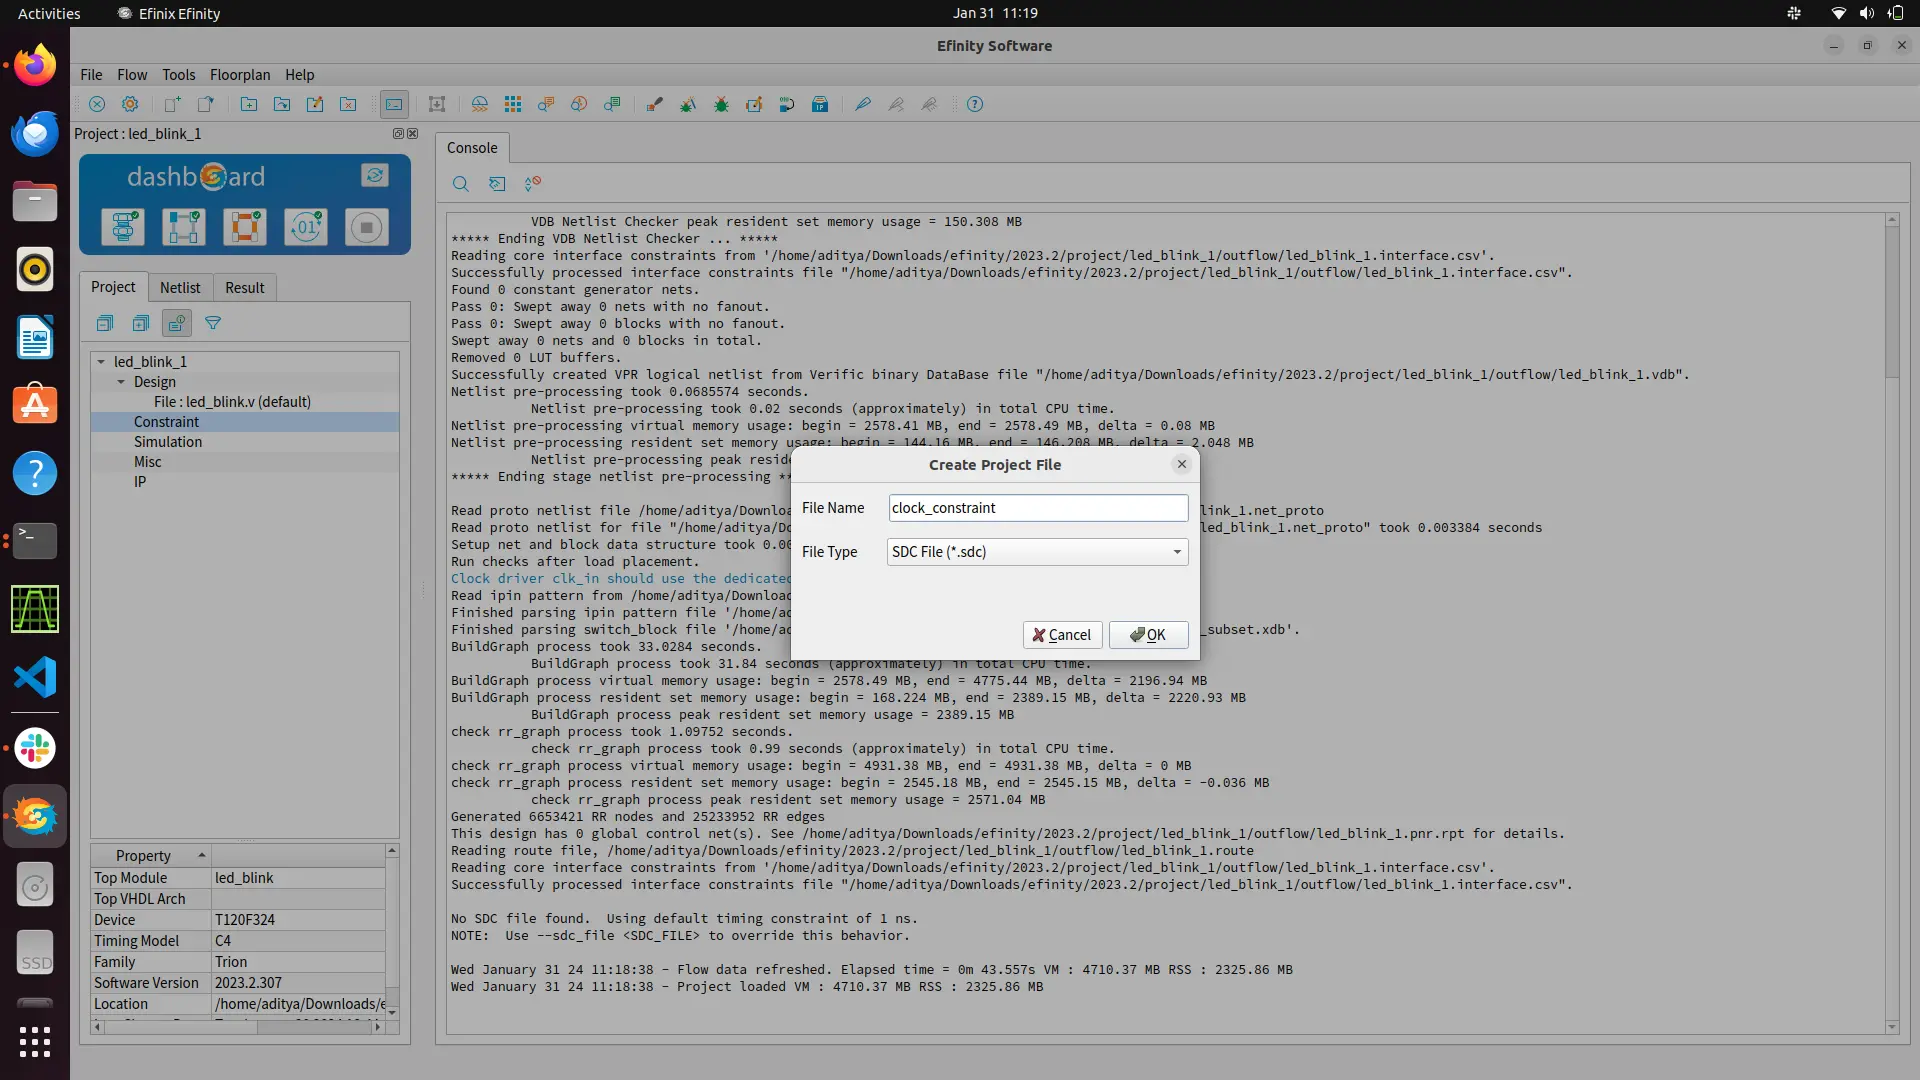 Activities
Efinix Efinity
Jan 31 11:19
Efinity Software
File Flow Tools Floorplan Help
Project : led_blink_1
dashboard
01
Project Netlist Result
led_blink_1
Design
File : led_blink.v (default)
Constraint
Simulation
Misc
IP
Property
Top Module led_blink
Top VHDL Arch
Device T120F324
Timing Model C4
Family Trion
Software Version 2023.2.307
Location /home/aditya/Downloads/e
SSD
Console
VDB Netlist Checker peak resident set memory usage = 150.308 MB
***** Ending VDB Netlist Checker ... *****
Reading core interface constraints from '/home/aditya/Downloads/efinity/2023.2/project/led_blink_1/outflow/led_blink_1.interface.csv'.
Successfully processed interface constraints file "/home/aditya/Downloads/efinity/2023.2/project/led_blink_1/outflow/led_blink_1.interface.csv".
Found 0 constant generator nets.
Pass 0: Swept away 0 nets with no fanout.
Pass 0: Swept away 0 blocks with no fanout.
Swept away 0 nets and 0 blocks in total.
Removed 0 LUT buffers.
Successfully created VPR logical netlist from Verific binary DataBase file "/home/aditya/Downloads/efinity/2023.2/project/led_blink_1/outflow/led_blink_1.vdb".
Netlist pre-processing took 0.0685574 seconds.
Netlist pre-processing took 0.02 seconds (approximately) in total CPU time.
Netlist pre-processing virtual memory usage: begin = 2578.41 MB, end = 2578.49 MB, delta = 0.08 MB
Netlist pre-processing resident set memory usage: begin = 144.16 MB, end = 146.208 MB, delta = 2.048 MB
Netlist pre-processing peak resid
***** Ending stage netlist pre-processing **
Read proto netlist file /home/aditya/Downloa link_1.net_proto
Read proto netlist for file "/home/aditya/Do led_blink_1.net_proto" took 0.003384 seconds
Setup net and block data structure took 0.00
Run checks after load placement.
Clock driver clk_in should use the dedicated
Read ipin pattern from /home/aditya/Download
Finished parsing ipin pattern file '/home/ad
Finished parsing switch_block file '/home/ad _subset.xdb'.
BuildGraph process took 33.0284 seconds.
BuildGraph process took 31.84 seconds (approximately) in total CPU time.
BuildGraph process virtual memory usage: begin = 2578.49 MB, end = 4775.44 MB, delta = 2196.94 MB
BuildGraph process resident set memory usage: begin = 168.224 MB, end = 2389.15 MB, delta = 2220.93 MB
BuildGraph process peak resident set memory usage = 2389.15 MB
check rr_graph process took 1.09752 seconds.
check rr_graph process took 0.99 seconds (approximately) in total CPU time.
check rr_graph process virtual memory usage: begin = 4931.38 MB, end = 4931.38 MB, delta = 0 MB
check rr_graph process resident set memory usage: begin = 2545.18 MB, end = 2545.15 MB, delta = -0.036 MB
check rr_graph process peak resident set memory usage = 2571.04 MB
Generated 6653421 RR nodes and 25233952 RR edges
This design has 0 global control net(s). See /home/aditya/Downloads/efinity/2023.2/project/led_blink_1/outflow/led_blink_1.pnr.rpt for details.
Reading route file, /home/aditya/Downloads/efinity/2023.2/project/led_blink_1/outflow/led_blink_1.route
Reading core interface constraints from '/home/aditya/Downloads/efinity/2023.2/project/led_blink_1/outflow/led_blink_1.interface.csv'.
Successfully processed interface constraints file "/home/aditya/Downloads/efinity/2023.2/project/led_blink_1/outflow/led_blink_1.interface.csv".
No SDC file found. Using default timing constraint of 1 ns.
NOTE: Use --sdc_file <SDC_FILE> to override this behavior.
Wed January 31 24 11:18:38 - Flow data refreshed. Elapsed time = 0m 43.557s VM : 4710.37 MB RSS : 2325.86 MB
Wed January 31 24 11:18:38 - Project loaded VM : 4710.37 MB RSS : 2325.86 MB
Create Project File
File Name clock_constraint
File Type SDC File (*.sdc)
Cancel OK